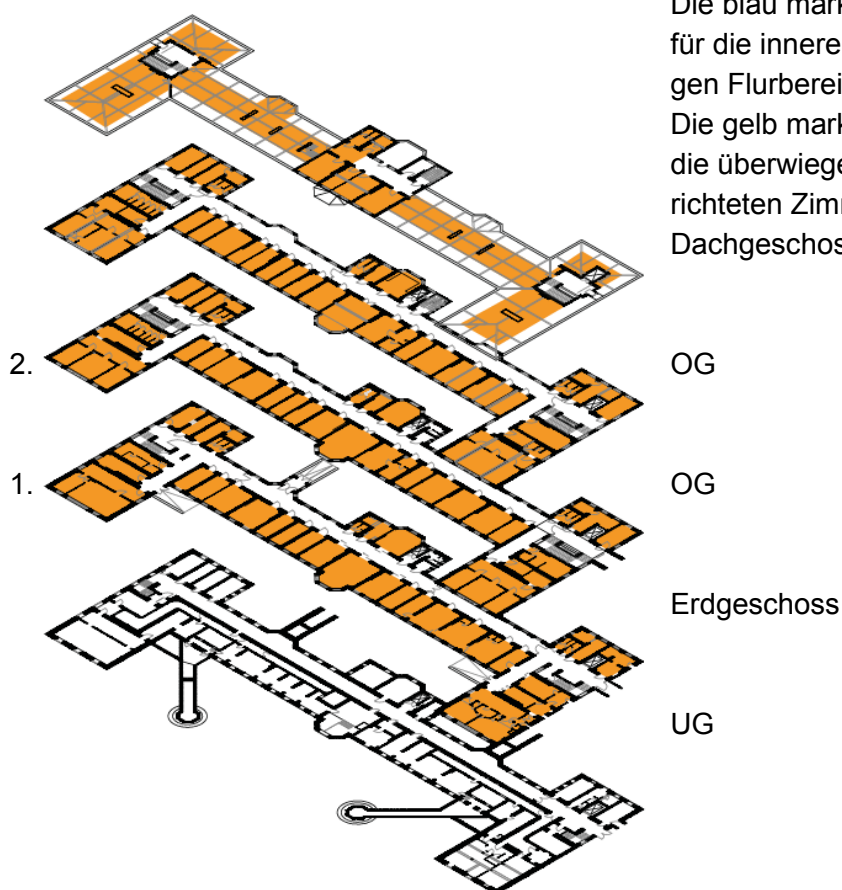 Die blau mark
für die innere
gen Flurberei
Die gelb mark
die überwiege
richteten Zimm
Dachgeschos
2. OG
1. OG
Erdgeschoss
UG